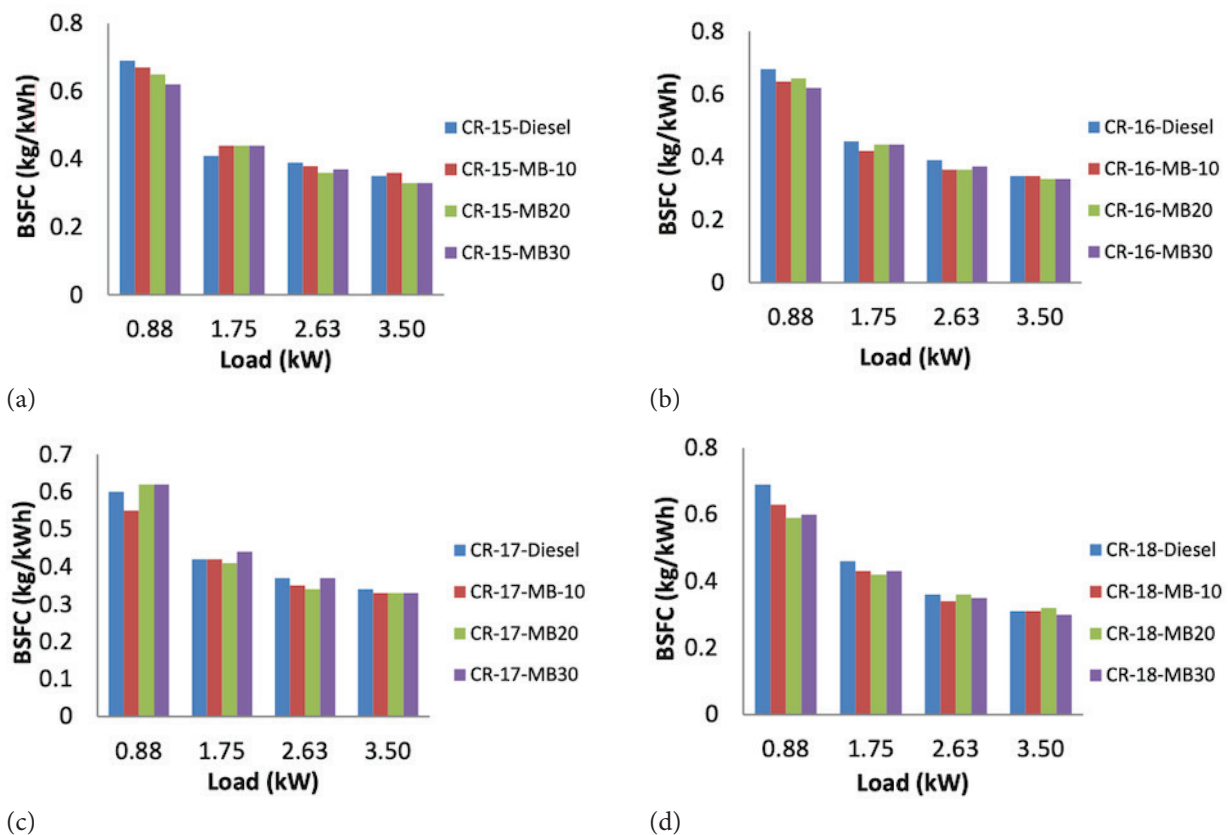 0.8
0.6
0.4
0.2
0
BSFC (kg/kWh)
0.88 1.75 2.63 3.50
Load (kW)
CR-15-Diesel
CR-15-MB-10
CR-15-MB20
CR-15-MB30
(a)
0.8
0.6
0.4
0.2
0
BSFC (kg/kWh)
0.88 1.75 2.63 3.50
Load (kW)
CR-16-Diesel
CR-16-MB-10
CR-16-MB20
CR-16-MB30
(b)
0.7
0.6
0.5
0.4
0.3
0.2
0.1
0
BSFC (kg/kWh)
0.88 1.75 2.63 3.50
Load (kW)
CR-17-Diesel
CR-17-MB-10
CR-17-MB20
CR-17-MB30
(c)
0.8
0.6
0.4
0.2
0
BSFC (kg/kWh)
0.88 1.75 2.63 3.50
Load (kW)
CR-18-Diesel
CR-18-MB-10
CR-18-MB20
CR-18-MB30
(d)